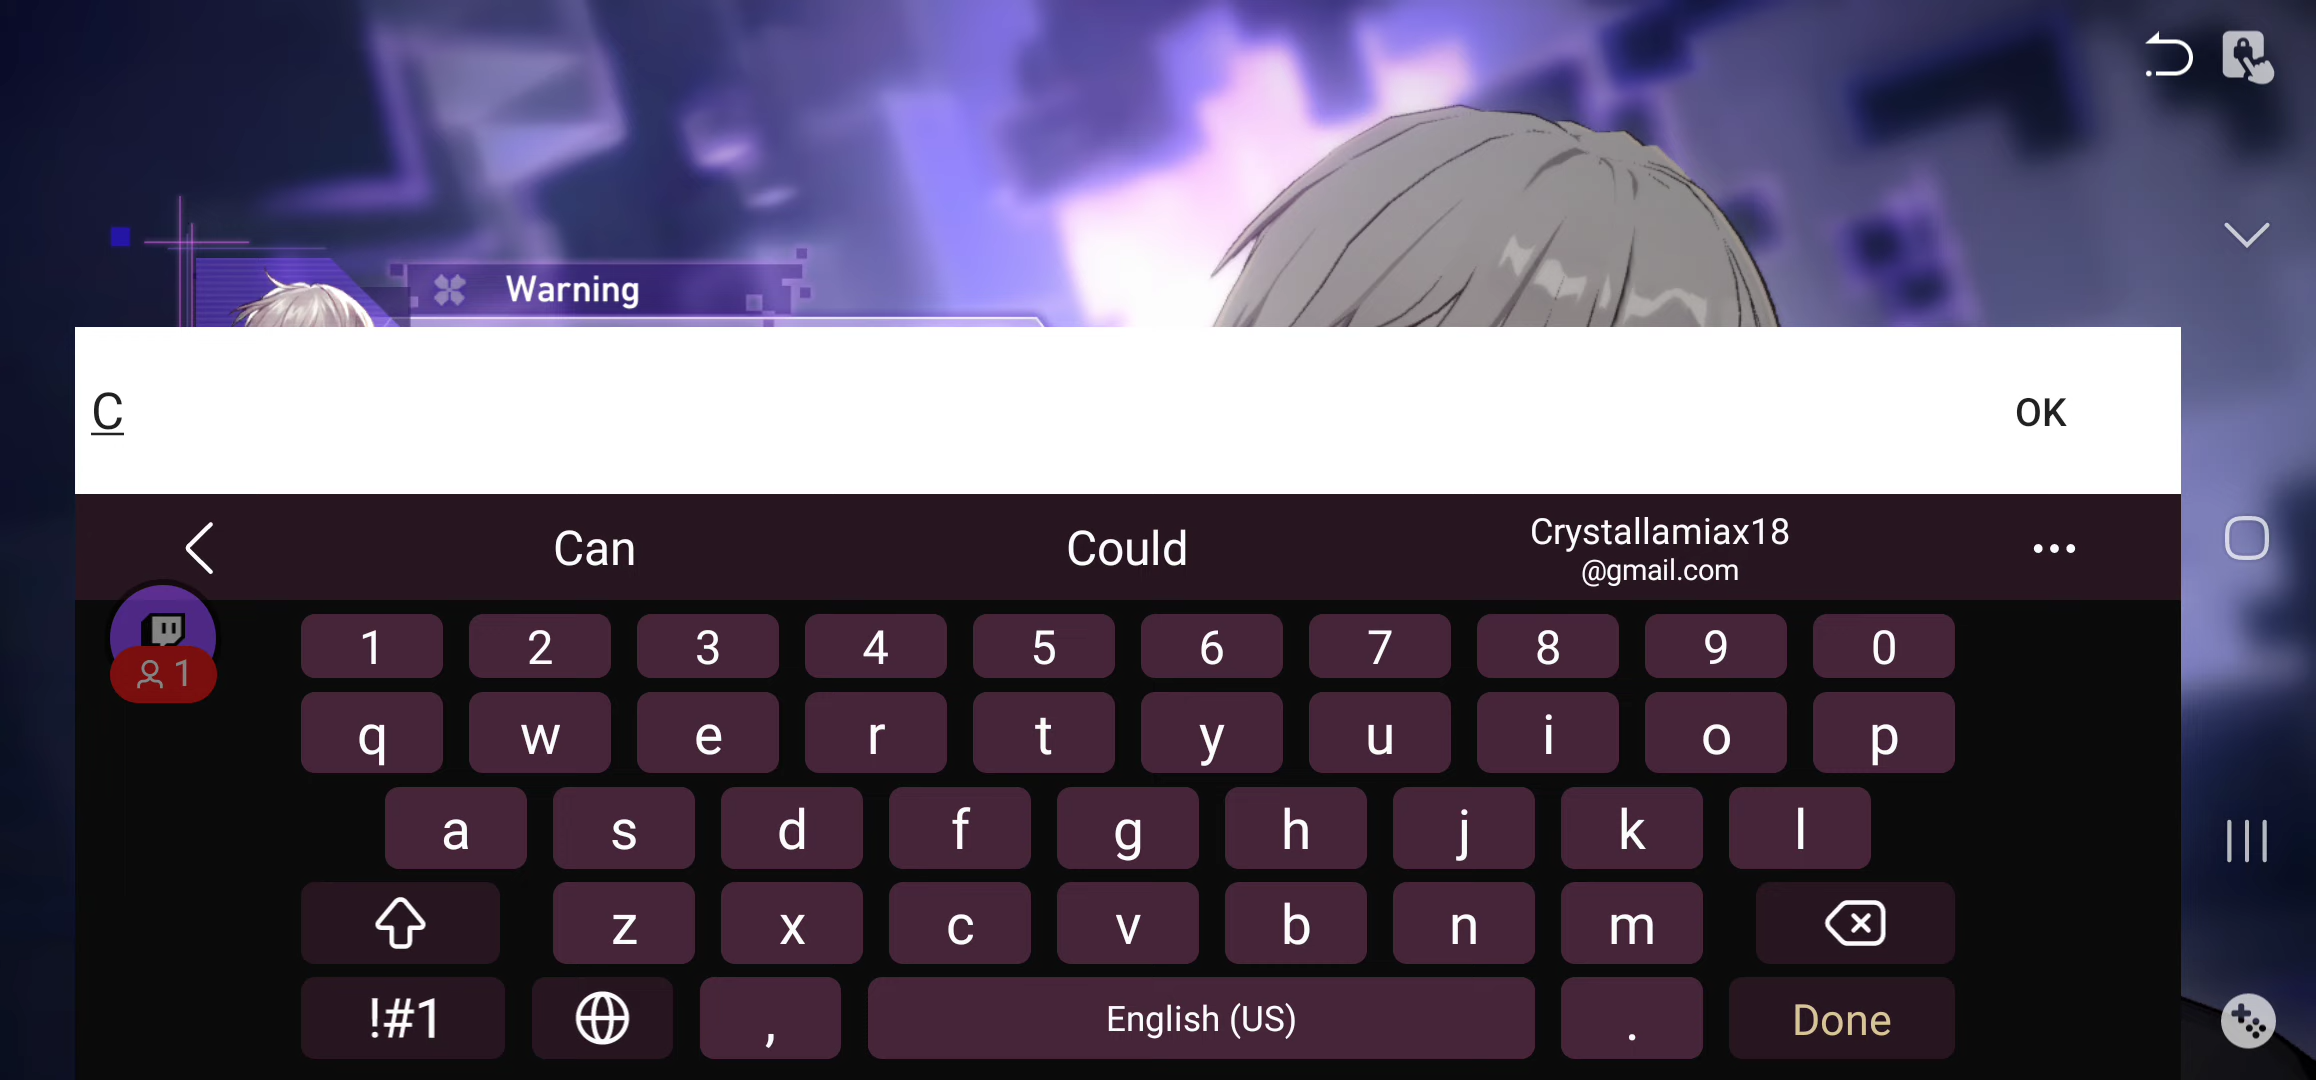 Warning
C
OK
Can
Could
Crystallamiax18
@gmail.com
1
1 2 3 4 5 6 7 8 9 0
q w e r t y u i o p
a s d f g h j k l
z x c v b n m
!#1 , English (US) . Done